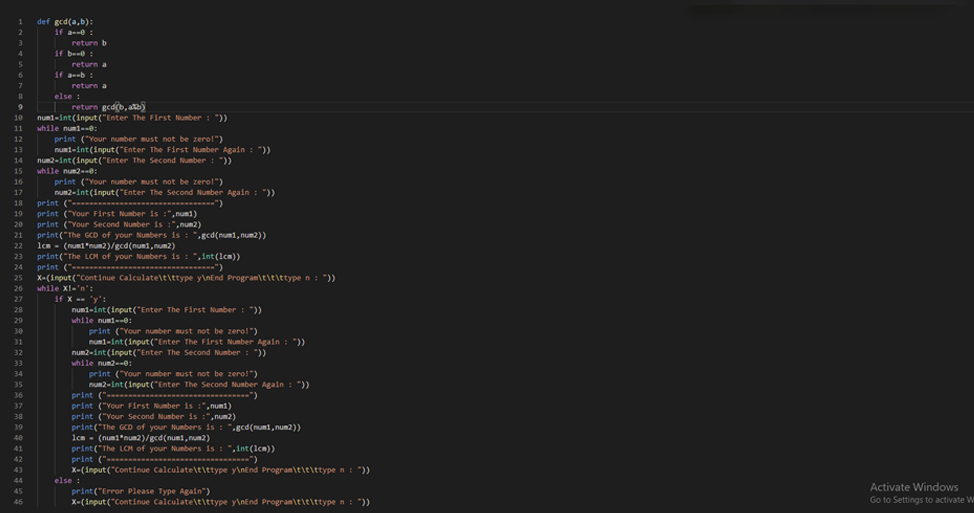 1 def gcd(a,b):
2     if a==0 :
3         return b
4     if b==0 :
5         return a
6     if a==b :
7         return a
8     else :
9         return gcd(b,a%b)
10 num1=int(input("Enter The First Number : "))
11 while num1==0:
12     print ("Your number must not be zero!")
13     num1=int(input("Enter The First Number Again : "))
14 num2=int(input("Enter The Second Number : "))
15 while num2==0:
16     print ("Your number must not be zero!")
17     num2=int(input("Enter The Second Number Again : "))
18 print ("=================================")
19 print ("Your First Number is :",num1)
20 print ("Your Second Number is :",num2)
21 print("The GCD of your Numbers is : ",gcd(num1,num2))
22 lcm = (num1*num2)/gcd(num1,num2)
23 print("The LCM of your Numbers is : ",int(lcm))
24 print ("=================================")
25 X=(input("Continue Calculate\t\ttype y\nEnd Program\t\t\ttype n : "))
26 while X!='n':
27     if X == 'y':
28         num1=int(input("Enter The First Number : "))
29         while num1==0:
30             print ("Your number must not be zero!")
31             num1=int(input("Enter The First Number Again : "))
32         num2=int(input("Enter The Second Number : "))
33         while num2==0:
34             print ("Your number must not be zero!")
35             num2=int(input("Enter The Second Number Again : "))
36         print ("=================================")
37         print ("Your First Number is :",num1)
38         print ("Your Second Number is :",num2)
39         print("The GCD of your Numbers is : ",gcd(num1,num2))
40         lcm = (num1*num2)/gcd(num1,num2)
41         print("The LCM of your Numbers is : ",int(lcm))
42         print ("=================================")
43         X=(input("Continue Calculate\t\ttype y\nEnd Program\t\t\ttype n : "))
44     else :
45         print("Error Please Type Again")
46         X=(input("Continue Calculate\t\ttype y\nEnd Program\t\t\ttype n : "))
Activate Windows
Go to Settings to activate W